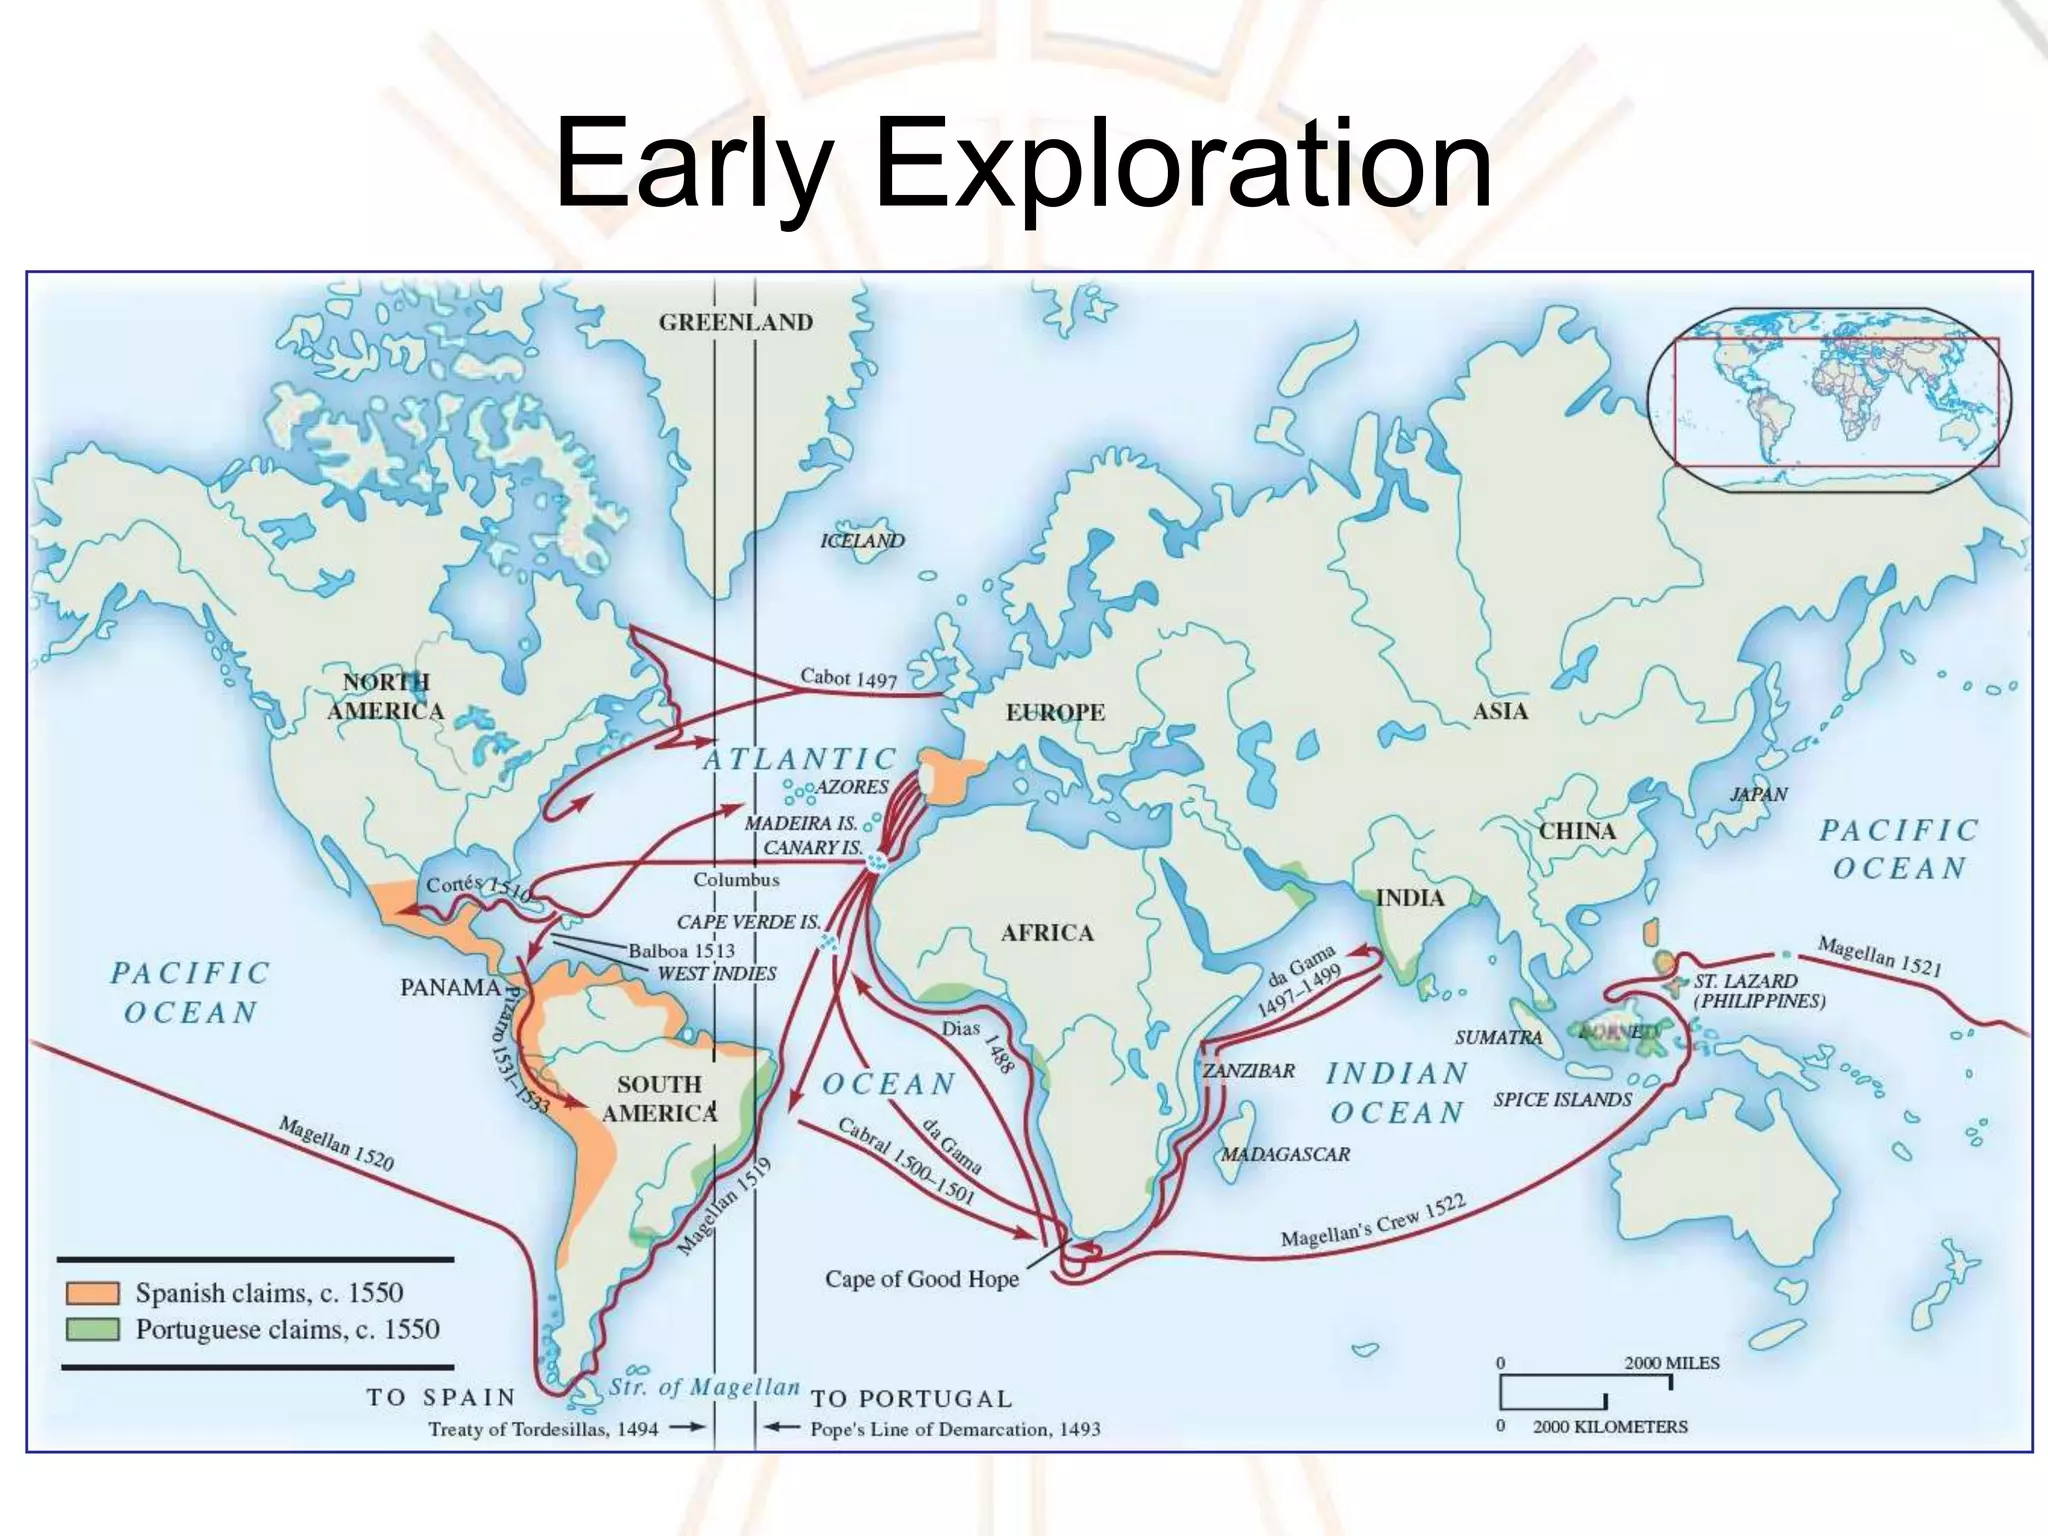 Early Exploration
GREENLAND
ICELAND
Cabot 1497
NORTH
AMERICA
EUROPE
ASIA
ATLANTIC
AZORES
JAPAN
MADEIRA IS.
CANARY IS.
CHINA
PACIFIC
OCEAN
Columbus
Cortés 1510
INDIA
CAPE VERDE IS.
AFRICA
Balboa 1513
WEST INDIES
da Gama
1497–1499
Magellan 1521
PACIFIC
OCEAN
PANAMA
ST. LAZARD
(PHILIPPINES)
Pizarro 1531–1533
Dias 1488
SUMATRA
BORNEO
ZANZIBAR
INDIAN
OCEAN
SOUTH
AMERICA
OCEAN
SPICE ISLANDS
Magellan 1520
Cabral 1500–1501
da Gama
MADAGASCAR
Magellan 1519
Magellan's Crew 1522
Cape of Good Hope
Spanish claims, c. 1550
Portuguese claims, c. 1550
0 2000 MILES
0 2000 KILOMETERS
Str. of Magellan
TO SPAIN
TO PORTUGAL
Treaty of Tordesillas, 1494
Pope's Line of Demarcation, 1493